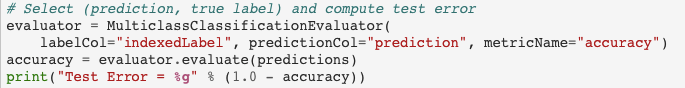 # Select (prediction, true label) and compute test error
evaluator = MulticlassClassificationEvaluator(
    labelCol="indexedLabel", predictionCol="prediction", metricName="accuracy")
accuracy = evaluator.evaluate(predictions)
print("Test Error = %g" % (1.0 - accuracy))